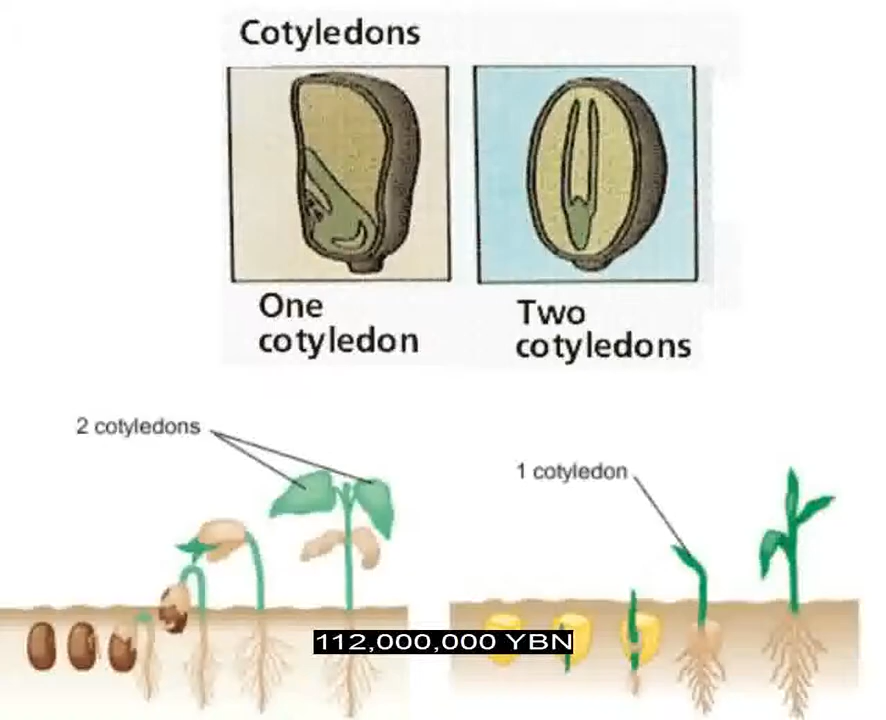 Cotyledons
One
cotyledon
Two
cotyledons
2 cotyledons
1 cotyledon
112,000,000 YBN